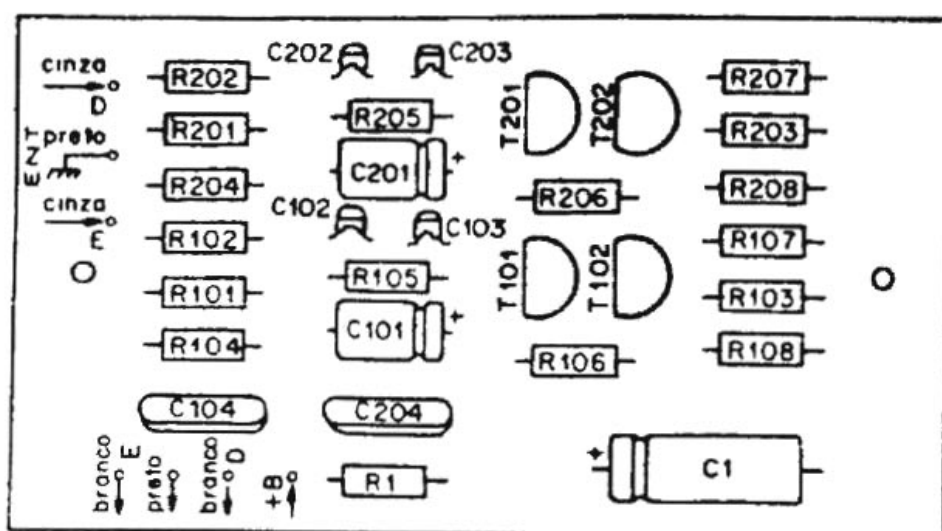 cinza
D
ENT
preto
cinza
E
R202
R201
R204
R102
R101
R104
C202
C203
R205
C201
+
C102
C103
R105
C101
+
T201
T202
R206
T101
T102
R106
R207
R203
R208
R107
R103
R108
C104
C204
branco
E
preto
branco
D
+B
R1
+
C1